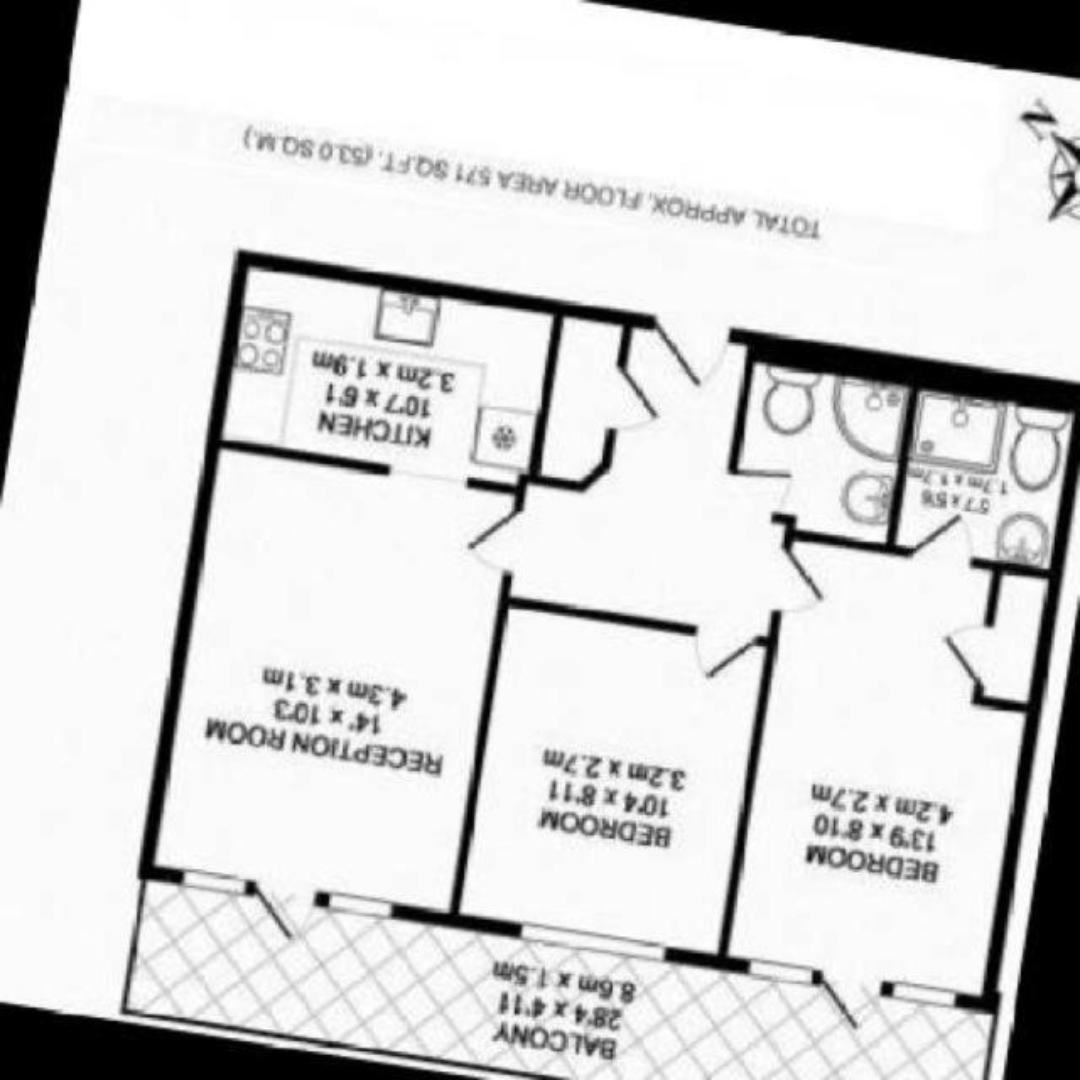 BALCONY
28'4 x 4'11
8.6m x 1.5m
BEDROOM
13'9 x 8'10
4.2m x 2.7m
BEDROOM
10'4 x 8'11
3.2m x 2.7m
RECEPTION ROOM
14' x 10'3
4.3m x 3.1m
5'7 x 5'6
1.7m x 1.7m
KITCHEN
10'7 x 6'1
3.2m x 1.9m
N
TOTAL APPROX. FLOOR AREA 571 SQ.FT. (53.0 SQ.M.)